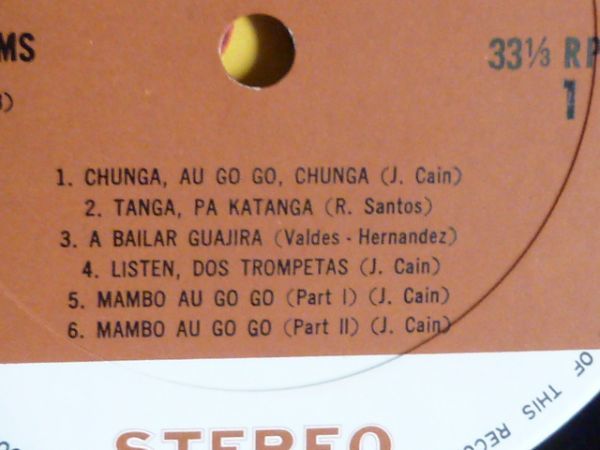 MS
33⅓ RP
1
1. CHUNGA, AU GO GO, CHUNGA (J. Cain)
2. TANGA, PA KATANGA (R. Santos)
3. A BAILAR GUAJIRA (Valdes - Hernandez)
4. LISTEN, DOS TROMPETAS (J. Cain)
5. MAMBO AU GO GO (Part I) (J. Cain)
6. MAMBO AU GO GO (Part II) (J. Cain)
OF THIS RECO
STEREO